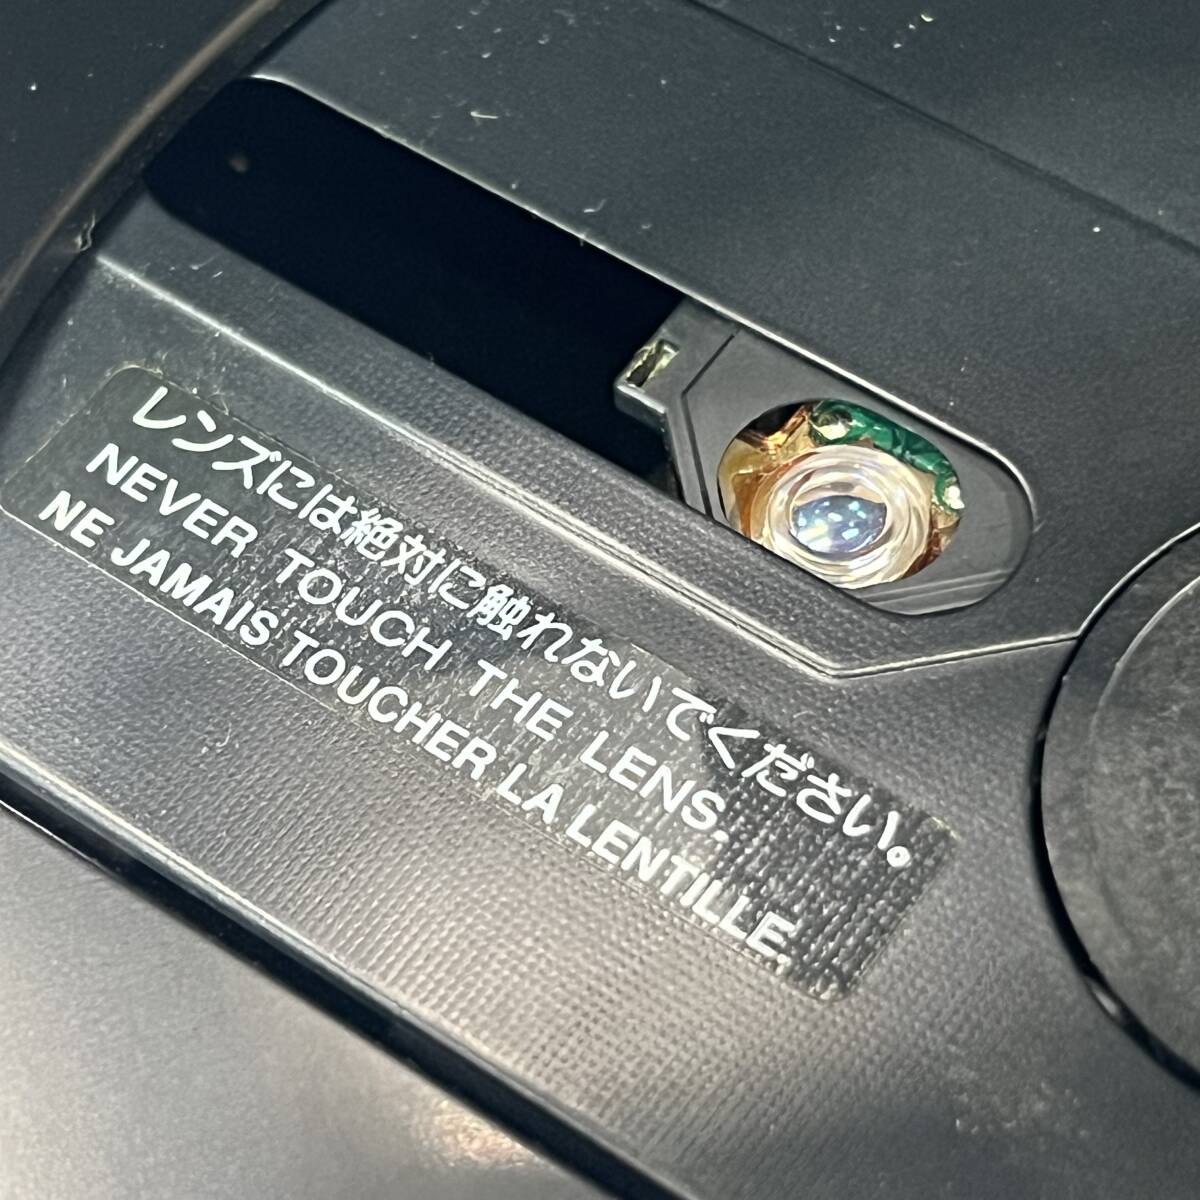 レンズには絶対に触れないでください。
NEVER TOUCH THE LENS.
NE JAMAIS TOUCHER LA LENTILLE.